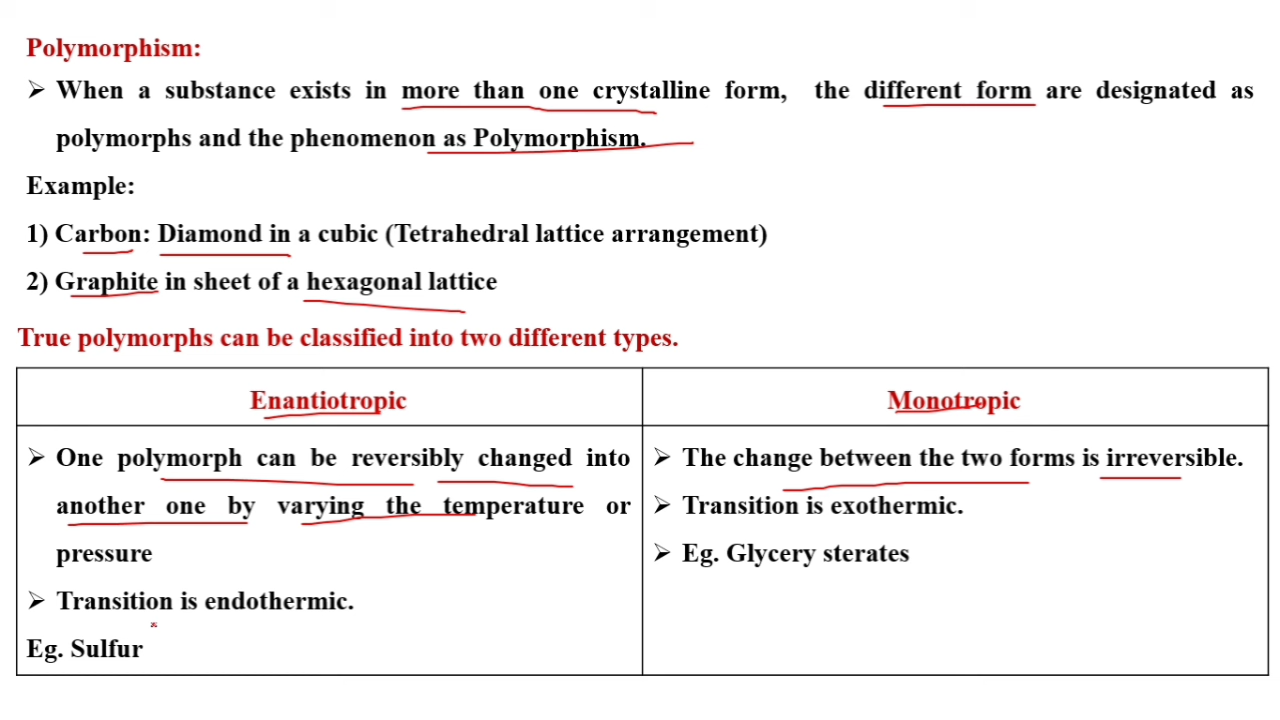 Polymorphism:
➢ When a substance exists in more than one crystalline form, the different form are designated as
polymorphs and the phenomenon as Polymorphism.
Example:
1) Carbon: Diamond in a cubic (Tetrahedral lattice arrangement)
2) Graphite in sheet of a hexagonal lattice
True polymorphs can be classified into two different types.
Enantiotropic
➢ One polymorph can be reversibly changed into
another one by varying the temperature or
pressure
➢ Transition is endothermic.
Eg. Sulfur
Monotropic
➢ The change between the two forms is irreversible.
➢ Transition is exothermic.
➢ Eg. Glycery sterates